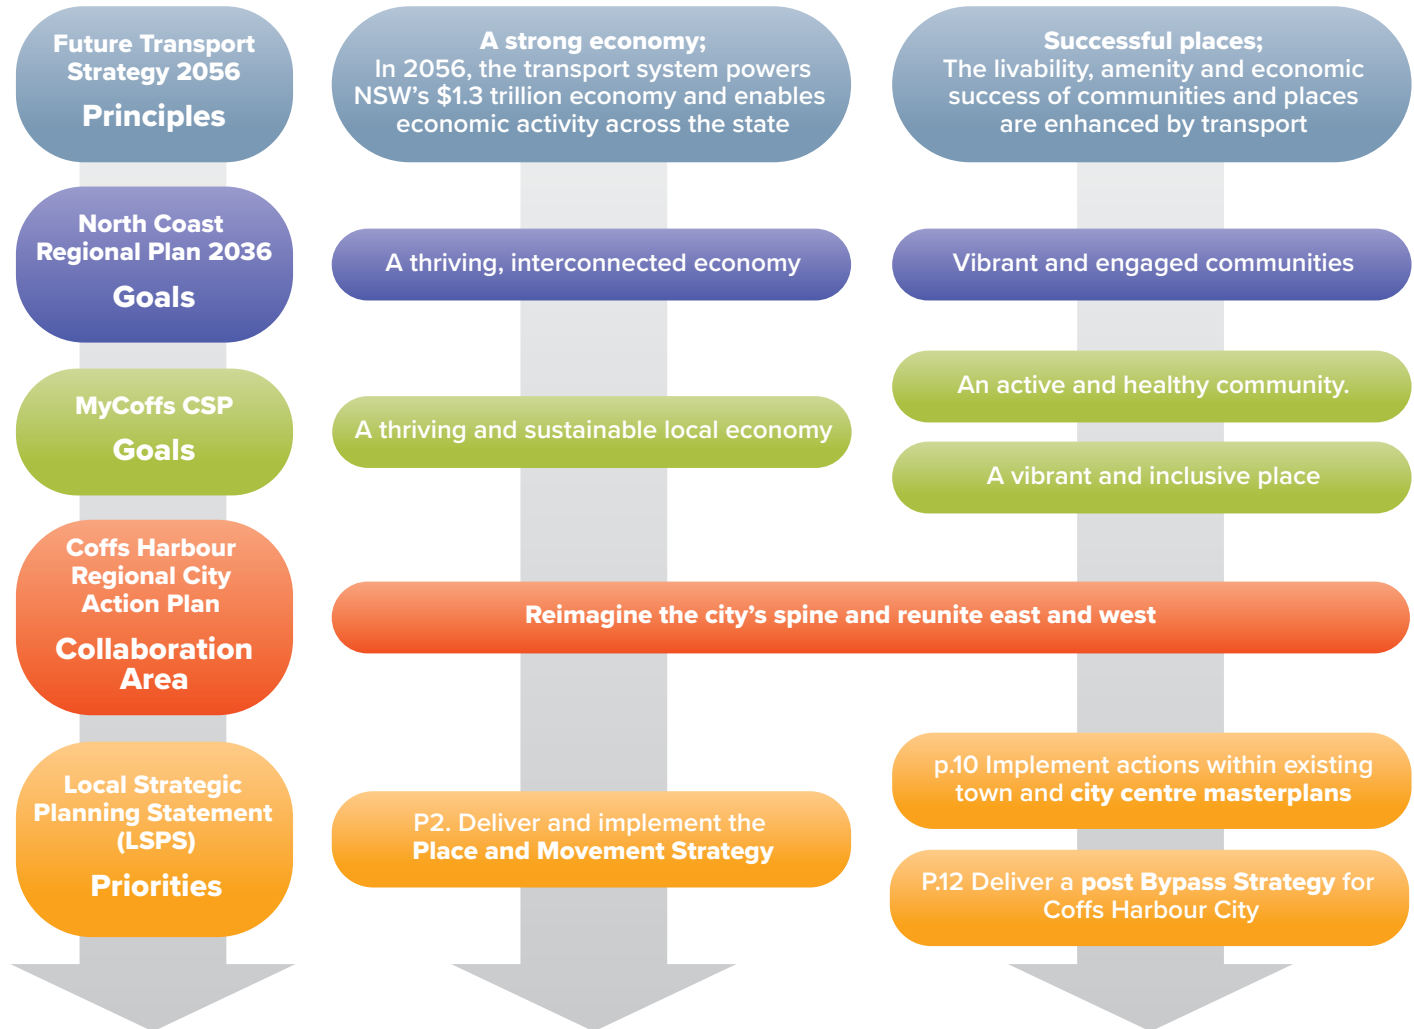 Future Transport
Strategy 2056
Principles
A strong economy;
In 2056, the transport system powers
NSW's $1.3 trillion economy and enables
economic activity across the state
Successful places;
The livability, amenity and economic
success of communities and places
are enhanced by transport
North Coast
Regional Plan 2036
Goals
A thriving, interconnected economy
Vibrant and engaged communities
MyCoffs CSP
Goals
A thriving and sustainable local economy
An active and healthy community.
A vibrant and inclusive place
Coffs Harbour
Regional City
Action Plan
Collaboration
Area
Reimagine the city's spine and reunite east and west
Local Strategic
Planning Statement
(LSPS)
Priorities
P2. Deliver and implement the
Place and Movement Strategy
p.10 Implement actions within existing
town and city centre masterplans
P.12 Deliver a post Bypass Strategy for
Coffs Harbour City